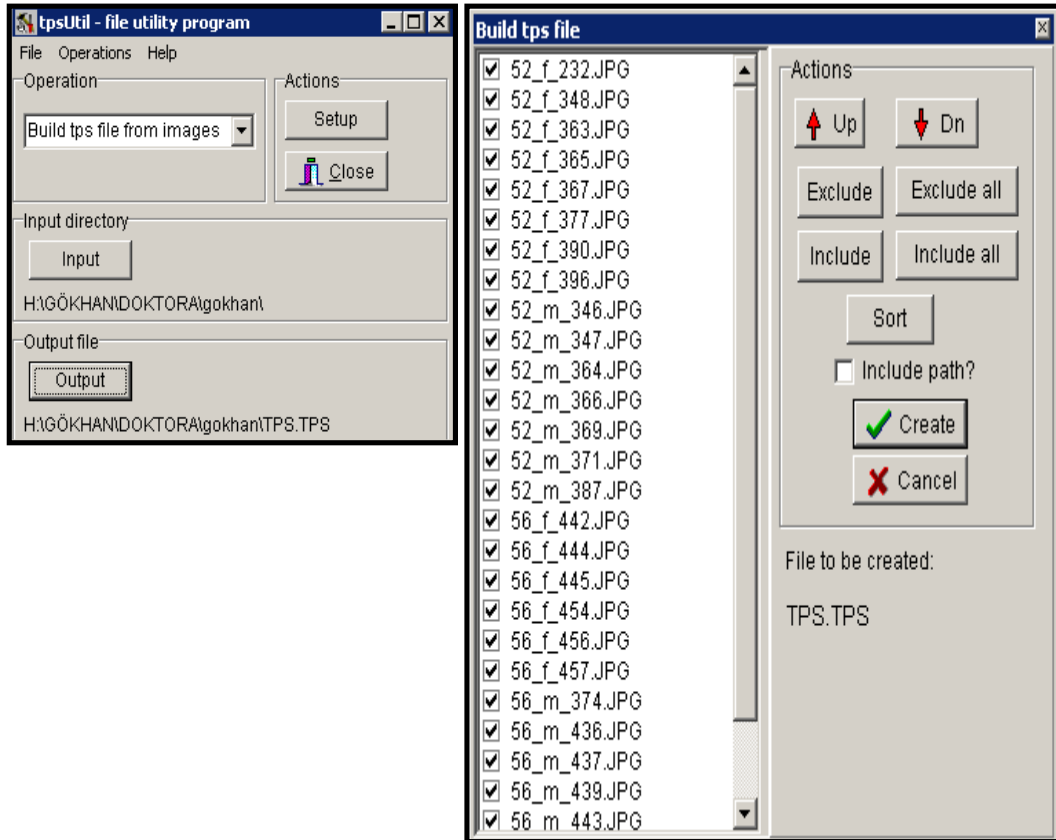 tpsUtil - file utility program
File Operations Help
Operation
Build tps file from images
Actions
Setup
Close
Input directory
Input
H:\GÖKHAN\DOKTORA\gokhan\
Output file
Output
H:\GÖKHAN\DOKTORA\gokhan\TPS.TPS
Build tps file
52_f_232.JPG
52_f_348.JPG
52_f_363.JPG
52_f_365.JPG
52_f_367.JPG
52_f_377.JPG
52_f_390.JPG
52_f_396.JPG
52_m_346.JPG
52_m_347.JPG
52_m_364.JPG
52_m_366.JPG
52_m_369.JPG
52_m_371.JPG
52_m_387.JPG
56_f_442.JPG
56_f_444.JPG
56_f_445.JPG
56_f_454.JPG
56_f_456.JPG
56_f_457.JPG
56_m_374.JPG
56_m_436.JPG
56_m_437.JPG
56_m_439.JPG
56_m_443.JPG
Actions
Up Dn
Exclude Exclude all
Include Include all
Sort
Include path?
Create
Cancel
File to be created:
TPS.TPS